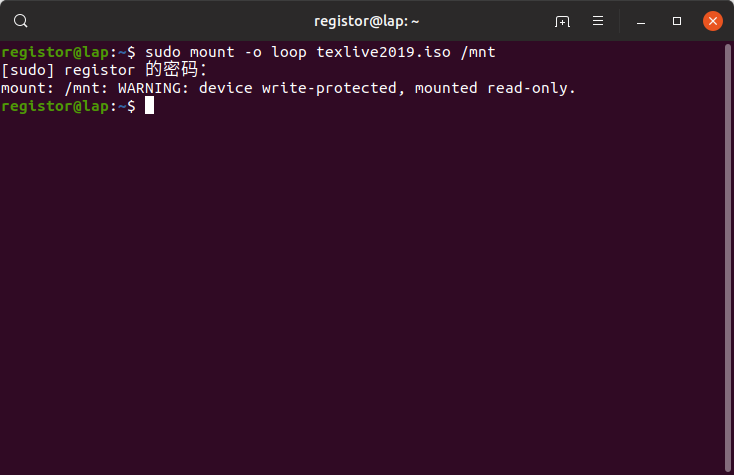 registor@lap: ~
registor@lap:~$ sudo mount -o loop texlive2019.iso /mnt
[sudo] registor 的密码：
mount: /mnt: WARNING: device write-protected, mounted read-only.
registor@lap:~$